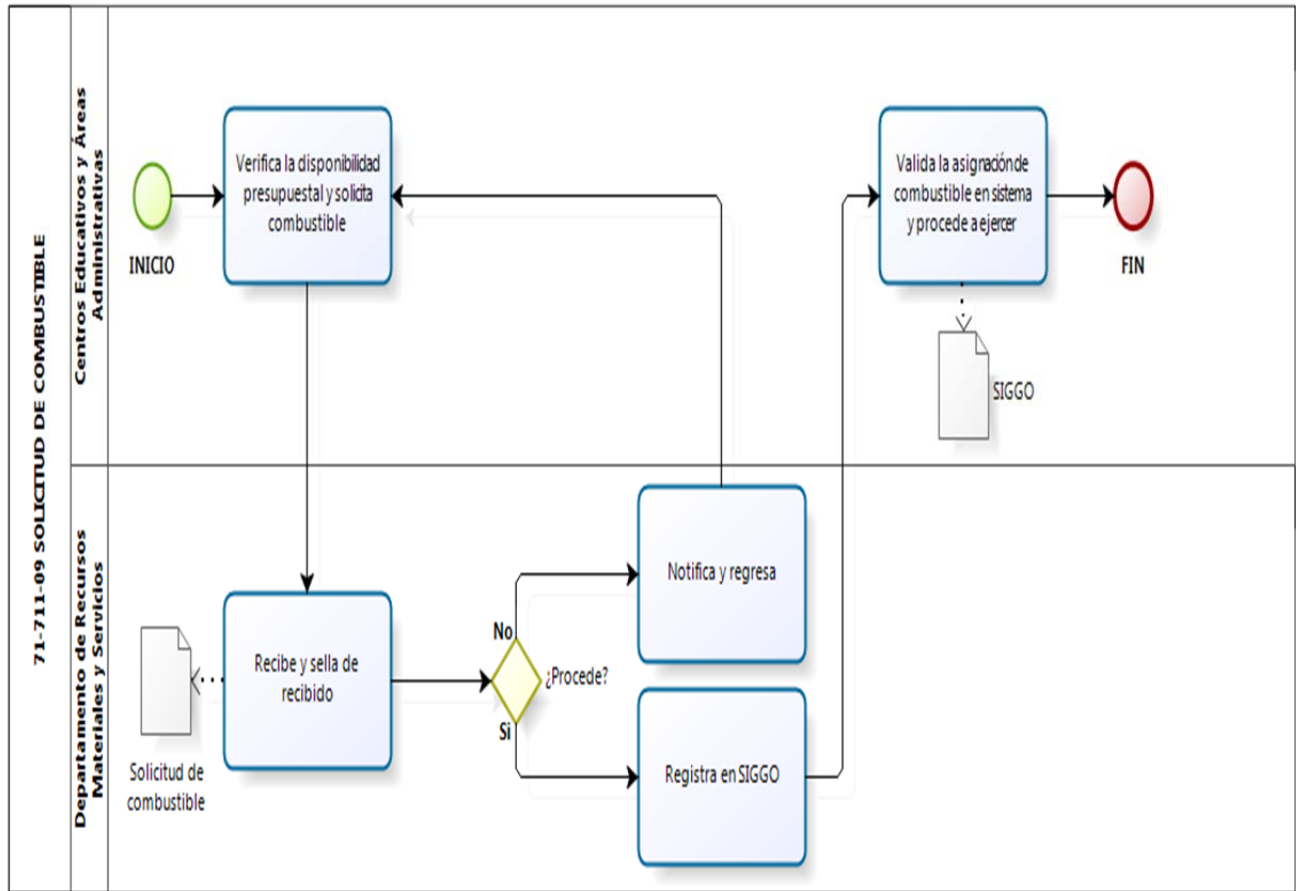 71-711-09 SOLICITUD DE COMBUSTIBLE
Centros Educativos y Áreas
Administrativas
INICIO
Verifica la disponibilidad
presupuestal y solicita
combustible
Valida la asignación de
combustible en sistema
y procede a ejercer
FIN
SIGGO
Departamento de Recursos
Materiales y Servicios
Solicitud de
combustible
Recibe y sella de
recibido
No
¿Procede?
Si
Notifica y regresa
Registra en SIGGO